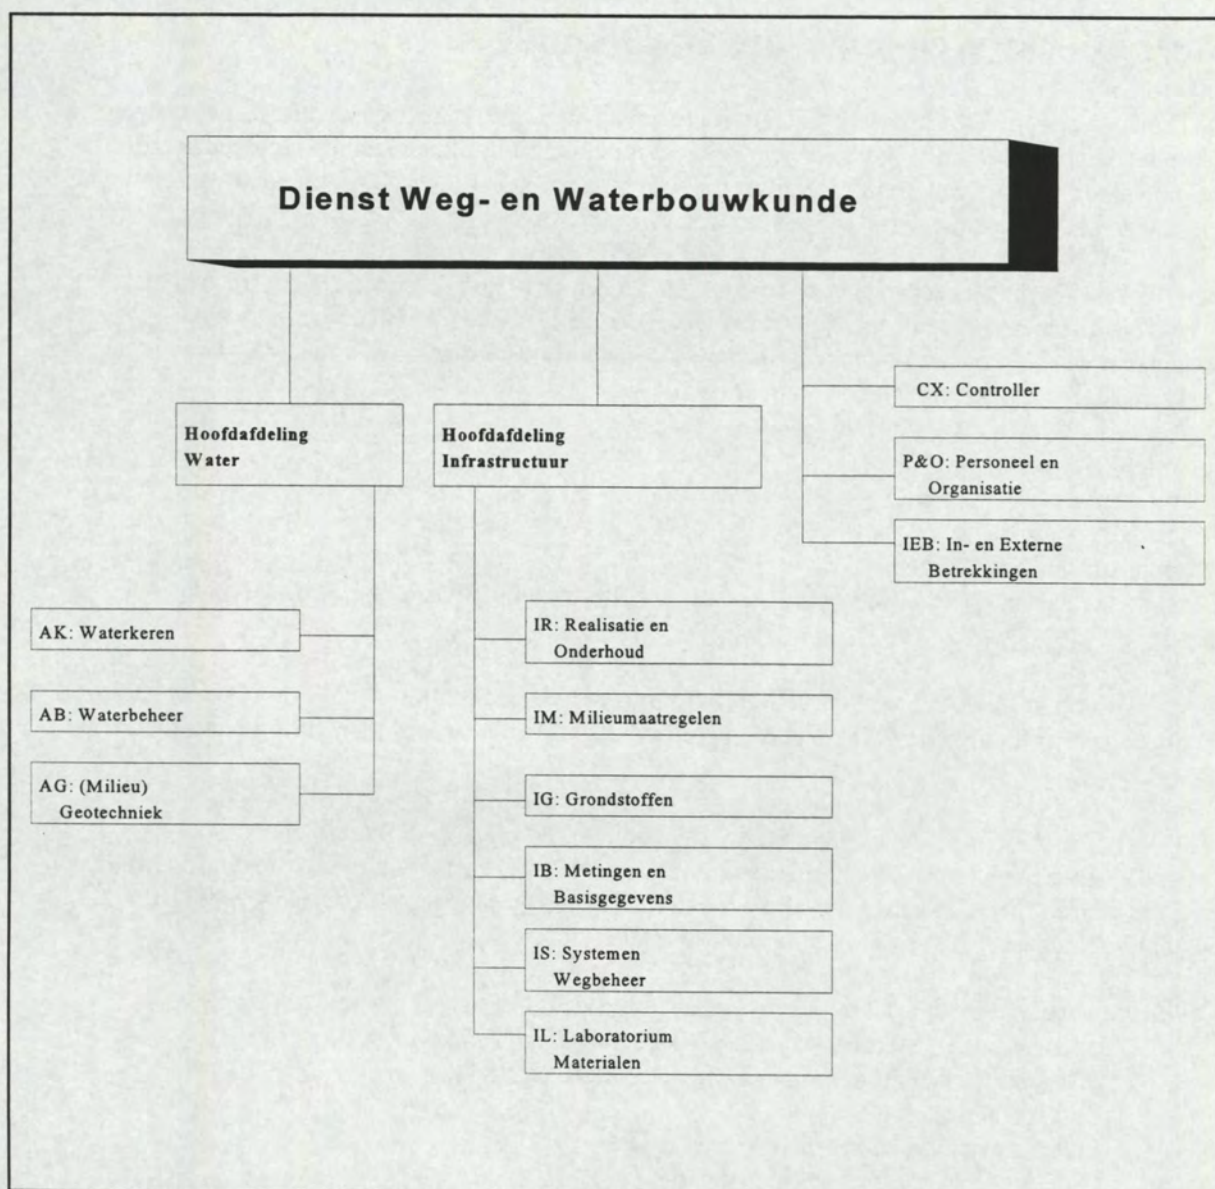 Dienst Weg- en Waterbouwkunde
Hoofdafdeling
Water
Hoofdafdeling
Infrastructuur
CX: Controller
P&O: Personeel en
Organisatie
IEB: In- en Externe
Betrekkingen
AK: Waterkeren
AB: Waterbeheer
AG: (Milieu)
Geotechniek
IR: Realisatie en
Onderhoud
IM: Milieumaatregelen
IG: Grondstoffen
IB: Metingen en
Basisgegevens
IS: Systemen
Wegbeheer
IL: Laboratorium
Materialen